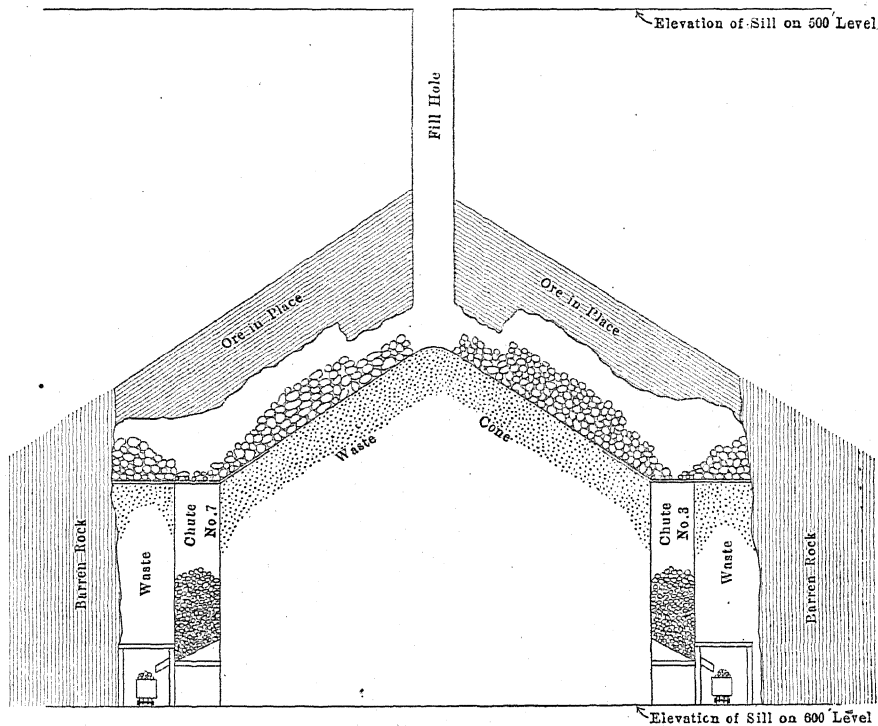 Elevation of Sill on 500' Level
Fill Hole
Ore in Place
Ore in Place
Waste
Cone
Chute
No.7
Chute
No.3
Waste
Waste
Barren Rock
Barren Rock
Elevation of Sill on 600' Level